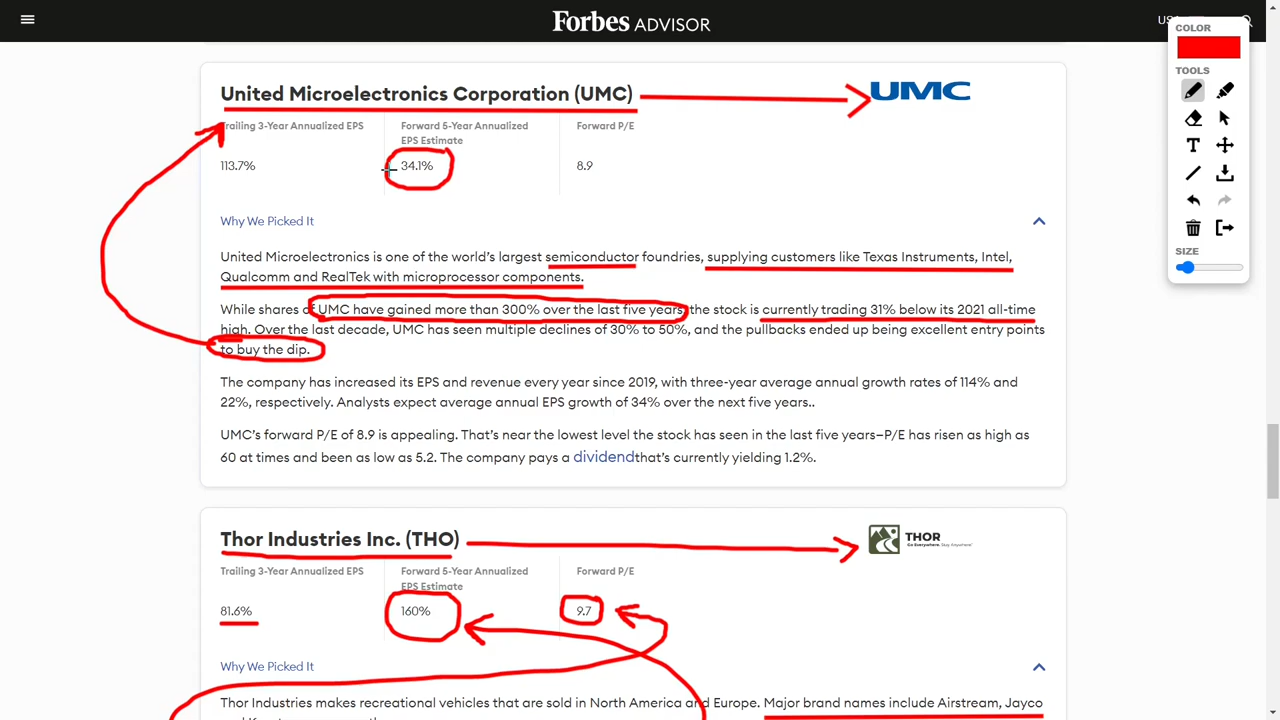 Forbes ADVISOR
US
COLOR
TOOLS
SIZE
United Microelectronics Corporation (UMC)
UMC
Trailing 3-Year Annualized EPS
Forward 5-Year Annualized
EPS Estimate
Forward P/E
113.7%
34.1%
8.9
Why We Picked It
United Microelectronics is one of the world's largest semiconductor foundries, supplying customers like Texas Instruments, Intel,
Qualcomm and RealTek with microprocessor components.
While shares of UMC have gained more than 300% over the last five years, the stock is currently trading 31% below its 2021 all-time
high. Over the last decade, UMC has seen multiple declines of 30% to 50%, and the pullbacks ended up being excellent entry points
to buy the dip.
The company has increased its EPS and revenue every year since 2019, with three-year average annual growth rates of 114% and
22%, respectively. Analysts expect average annual EPS growth of 34% over the next five years..
UMC's forward P/E of 8.9 is appealing. That's near the lowest level the stock has seen in the last five years—P/E has risen as high as
60 at times and been as low as 5.2. The company pays a dividendthat's currently yielding 1.2%.
Thor Industries Inc. (THO)
THOR
Go Everywhere. Stay Anywhere.
Trailing 3-Year Annualized EPS
Forward 5-Year Annualized
EPS Estimate
Forward P/E
81.6%
160%
9.7
Why We Picked It
Thor Industries makes recreational vehicles that are sold in North America and Europe. Major brand names include Airstream, Jayco